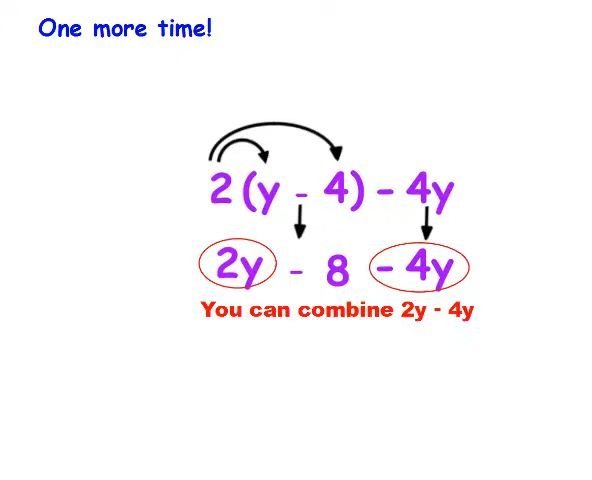 One more time!
2(y - 4) - 4y
2y - 8 - 4y
You can combine 2y - 4y